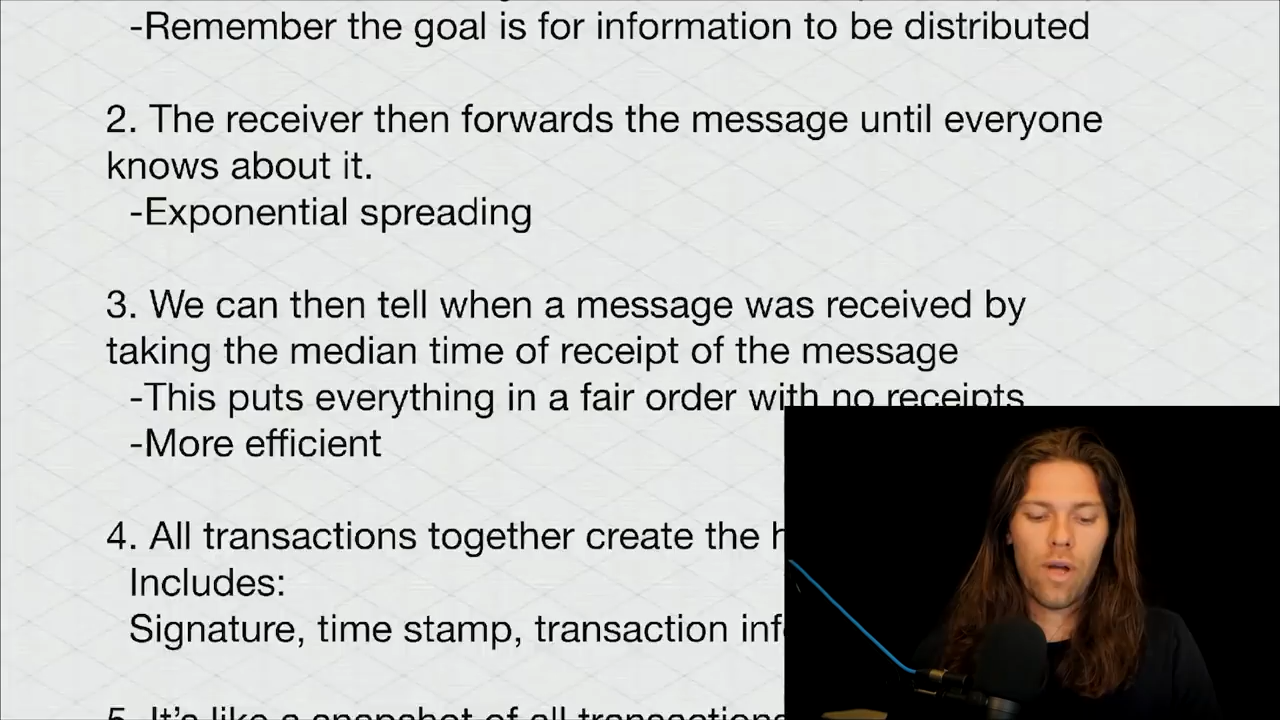 -Remember the goal is for information to be distributed
2. The receiver then forwards the message until everyone
knows about it.
-Exponential spreading
3. We can then tell when a message was received by
taking the median time of receipt of the message
-This puts everything in a fair order with no receipts
-More efficient
4. All transactions together create the
Includes:
Signature, time stamp, transaction
5. It's like a snapshot of all transactions